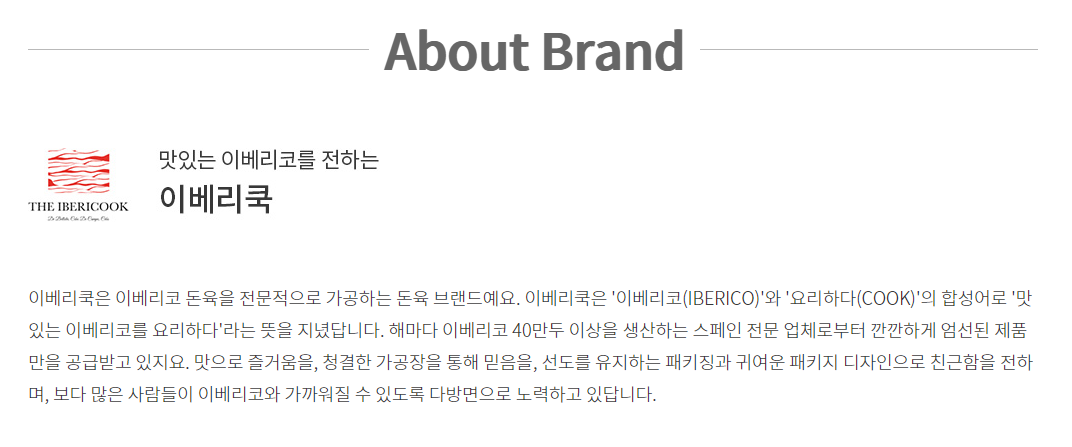 About Brand
맛있는 이베리코를 전하는
이베리쿡
THE IBERICOOK
이베리쿡은 이베리코 돈육을 전문적으로 가공하는 돈육 브랜드예요. 이베리쿡은 '이베리코(IBERICO)'와 '요리하다(COOK)'의 합성어로 '맛
있는 이베리코를 요리하다'라는 뜻을 지녔답니다. 해마다 이베리코 40만두 이상을 생산하는 스페인 전문 업체로부터 깐깐하게 엄선된 제품
만을 공급받고 있지요. 맛으로 즐거움을, 청결한 가공장을 통해 믿음을, 선도를 유지하는 패키징과 귀여운 패키지 디자인으로 친근함을 전하
며, 보다 많은 사람들이 이베리코와 가까워질 수 있도록 다방면으로 노력하고 있답니다.